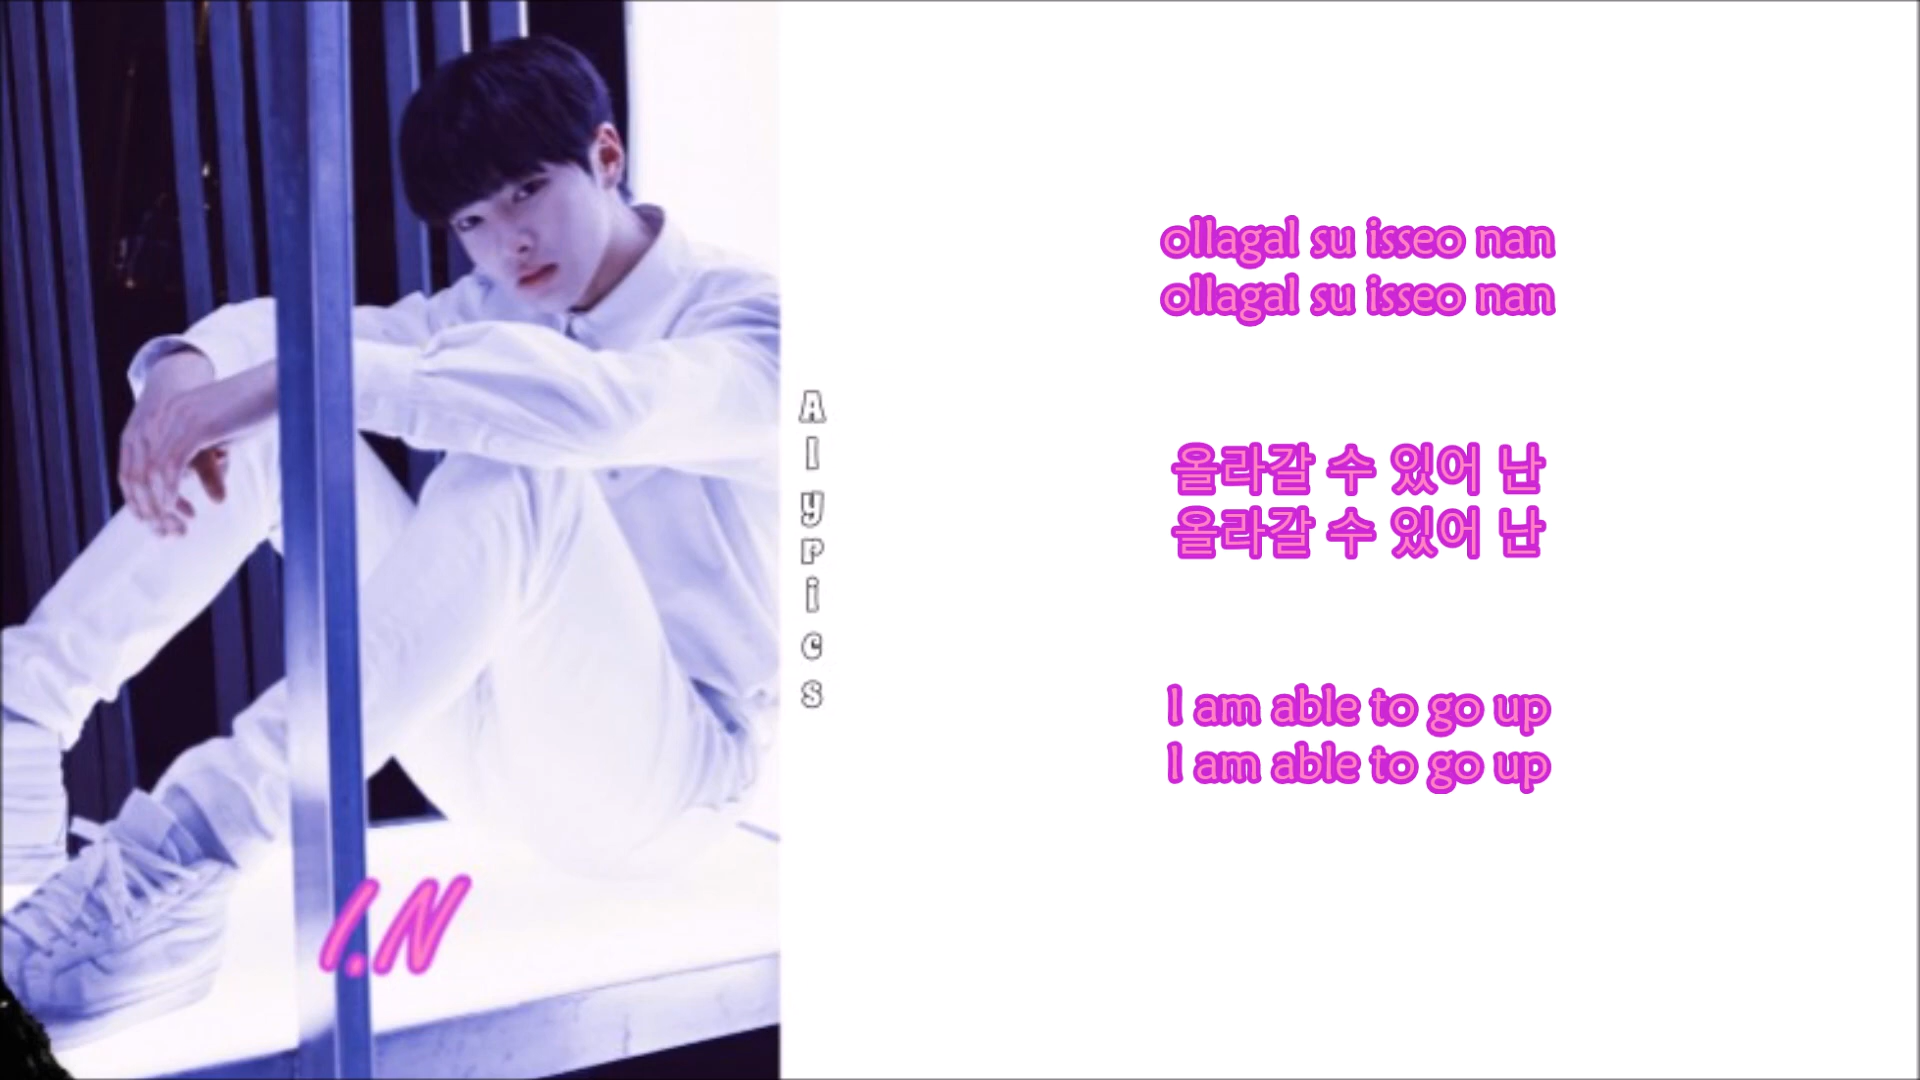 I.N
Alypics
ollagal su isseo nan
ollagal su isseo nan
올라갈 수 있어 난
올라갈 수 있어 난
I am able to go up
I am able to go up